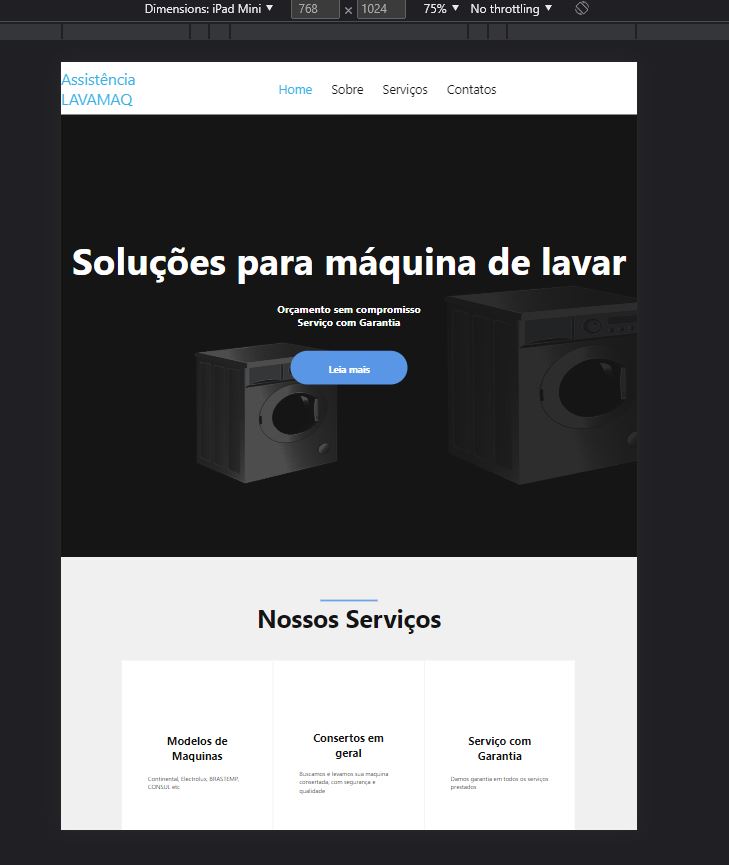 Dimensions: iPad Mini ▼ 768 × 1024 75% ▼ No throttling ▼
Assistência
LAVAMAQ
Home Sobre Serviços Contatos
Soluções para máquina de lavar
Orçamento sem compromisso
Serviço com Garantia
Leia mais
Nossos Serviços
Modelos de
Maquinas
Continental, Electrolux, BRASTEMP,
CONSUL etc
Consertos em
geral
Buscamos e levamos sua maquina
consertada, com segurança e
qualidade
Serviço com
Garantia
Damos garantia em todos os serviços
prestados